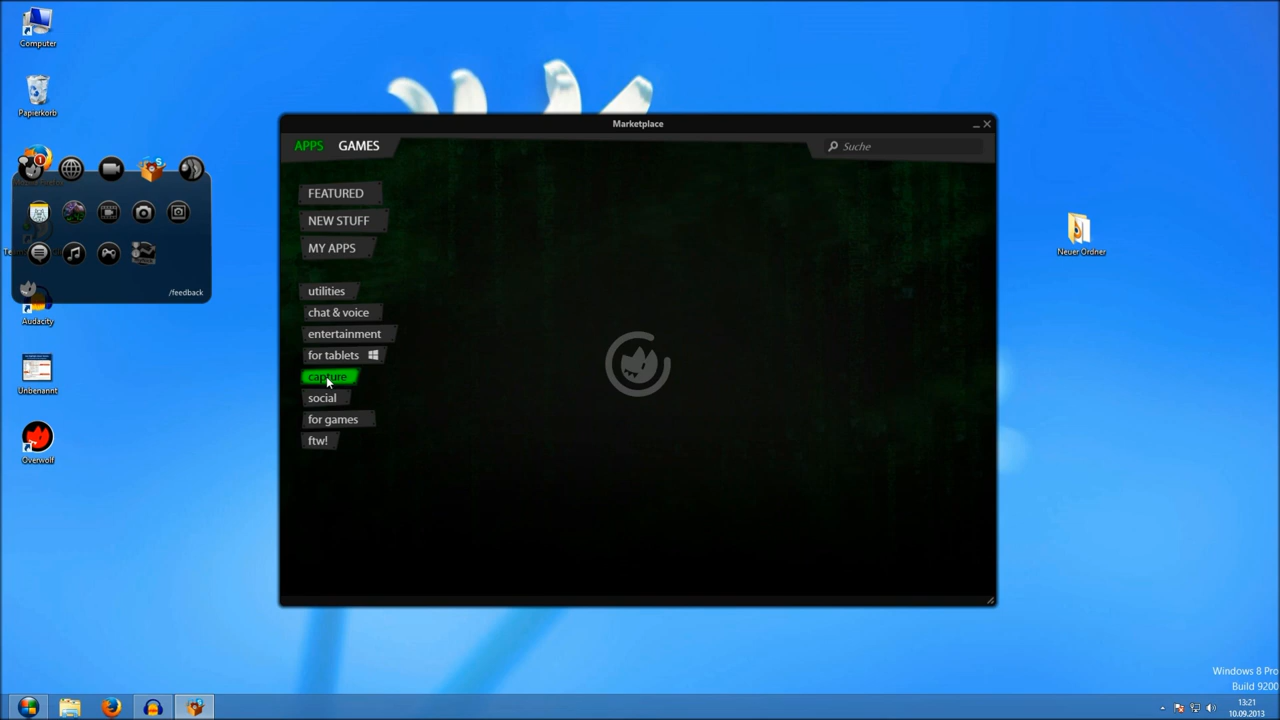 Computer
Papierkorb
1
S
/feedback
Audacity
Unbenannt
Overwolf
Marketplace
APPS GAMES
Suche
FEATURED
NEW STUFF
MY APPS
utilities
chat & voice
entertainment
for tablets
capture
social
for games
ftw!
Neuer Ordner
Windows 8 Pro
Build 9200
13:21
10.09.2013